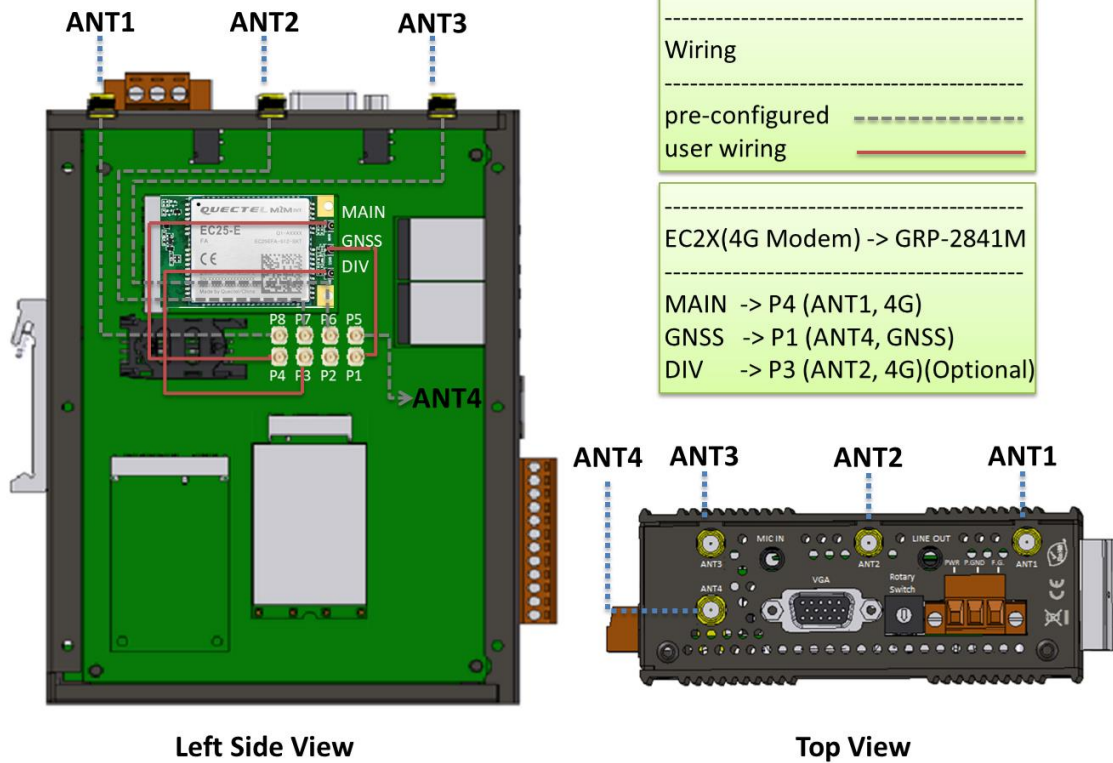 ANT1 ANT2 ANT3
QUECTEL
EC25-E
MAIN
GNSS
DIV
P8 P7 P6 P5
P4 P3 P2 P1
ANT4
Left Side View
Wiring
pre-configured
user wiring
EC2X(4G Modem) -> GRP-2841M
MAIN -> P4 (ANT1, 4G)
GNSS -> P1 (ANT4, GNSS)
DIV -> P3 (ANT2, 4G)(Optional)
ANT4 ANT3 ANT2 ANT1
MIC IN
LINE OUT
ANT3
ANT2
ANT1
PWR P.GND F.G.
ANT4
VGA
Rotary
Switch
CE
Top View